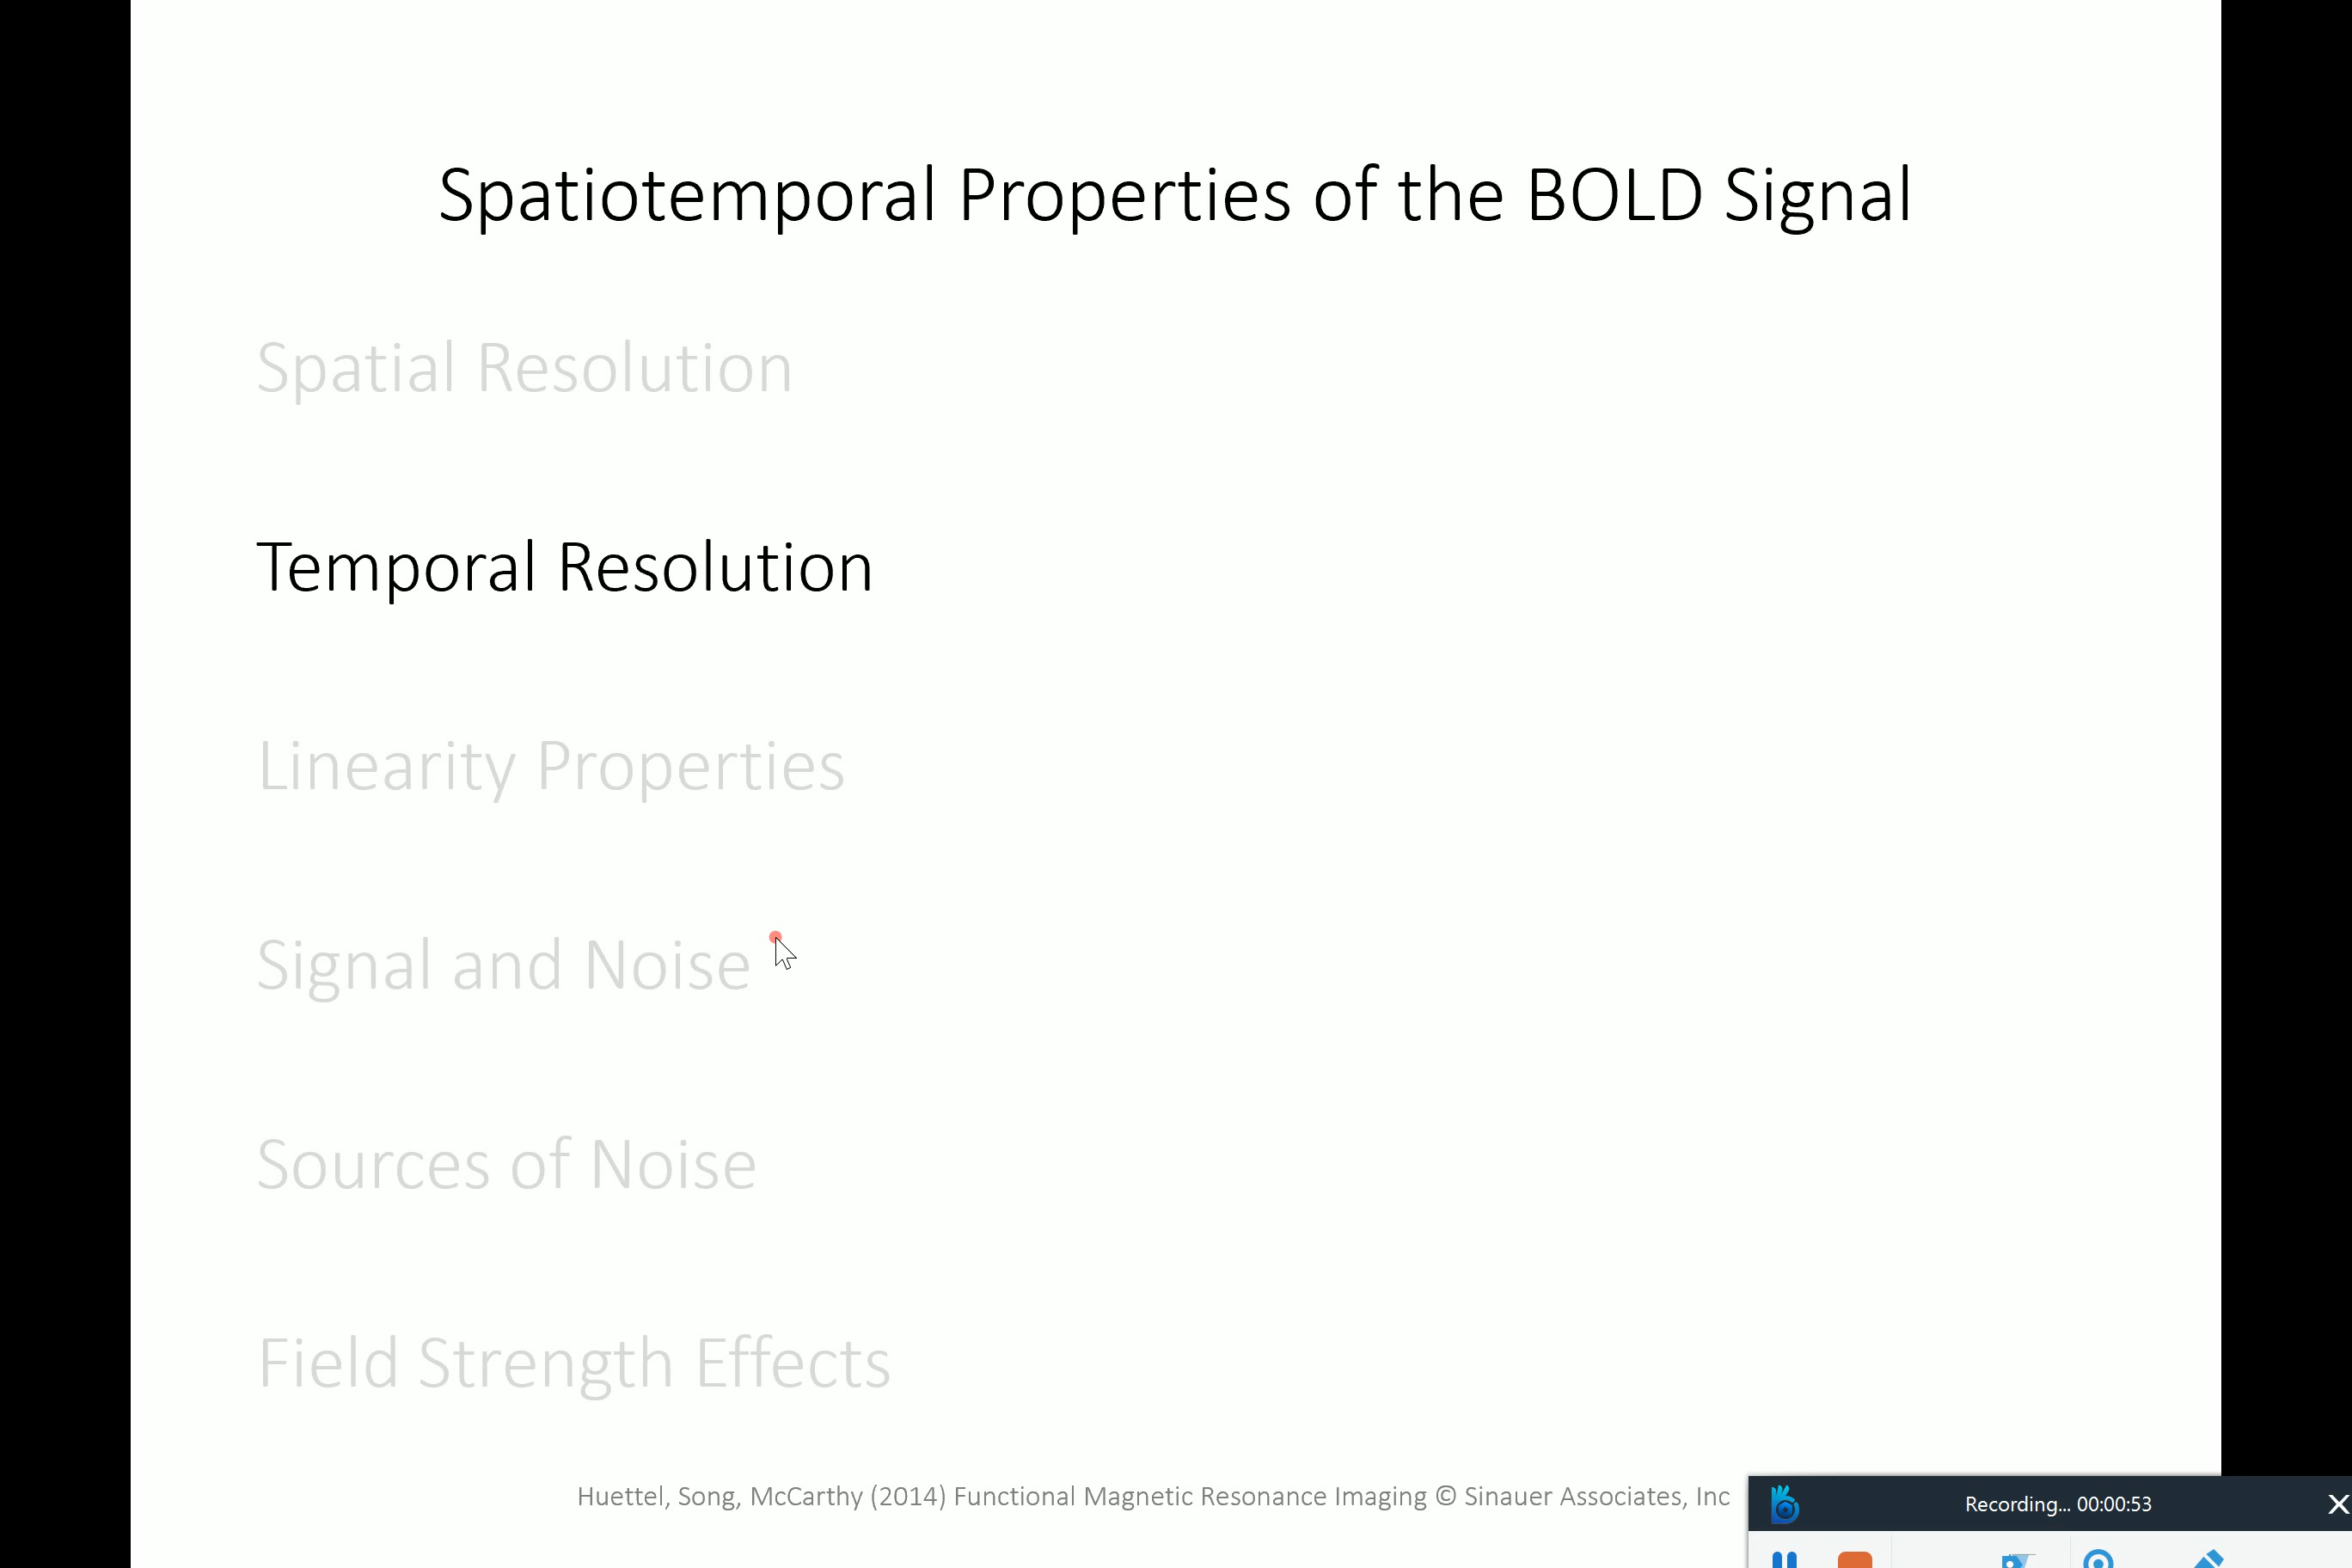 Spatiotemporal Properties of the BOLD Signal
Spatial Resolution
Temporal Resolution
Linearity Properties
Signal and Noise
Sources of Noise
Field Strength Effects
Huettel, Song, McCarthy (2014) Functional Magnetic Resonance Imaging © Sinauer Associates, Inc
Recording... 00:00:53